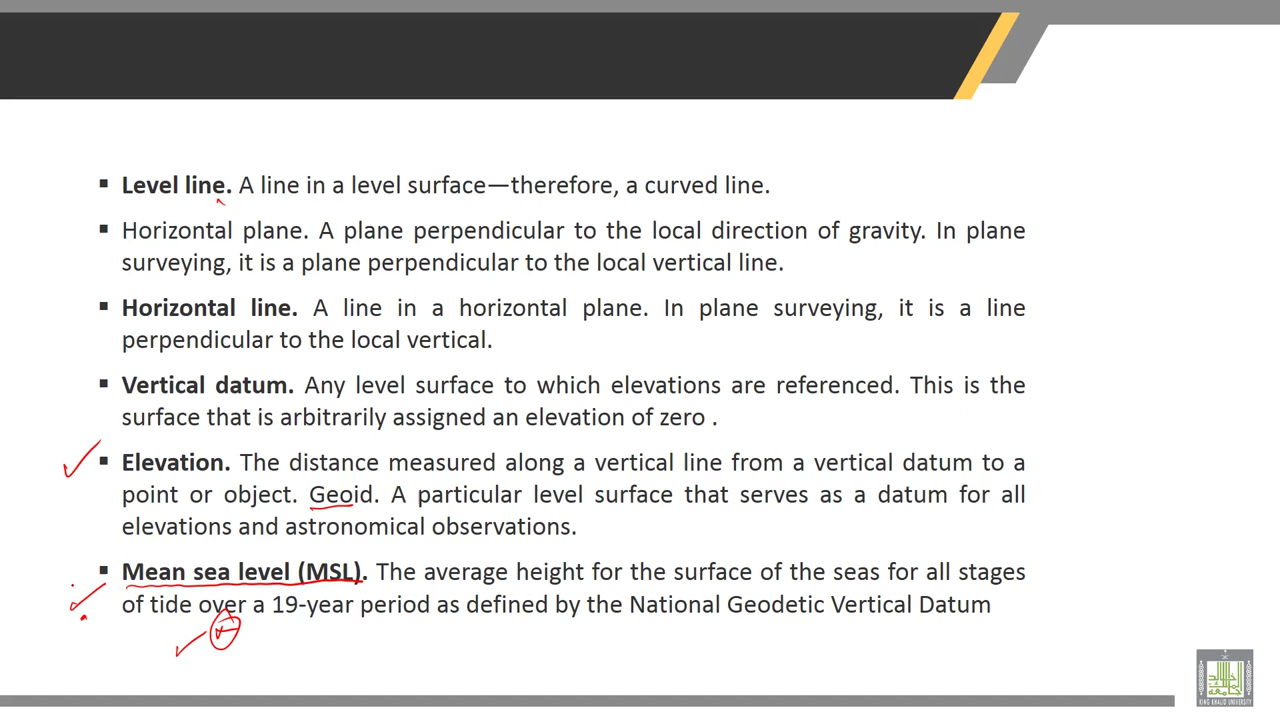 ▪ Level line. A line in a level surface—therefore, a curved line.
▪ Horizontal plane. A plane perpendicular to the local direction of gravity. In plane
surveying, it is a plane perpendicular to the local vertical line.
▪ Horizontal line. A line in a horizontal plane. In plane surveying, it is a line
perpendicular to the local vertical.
▪ Vertical datum. Any level surface to which elevations are referenced. This is the
surface that is arbitrarily assigned an elevation of zero .
▪ Elevation. The distance measured along a vertical line from a vertical datum to a
point or object. Geoid. A particular level surface that serves as a datum for all
elevations and astronomical observations.
▪ Mean sea level (MSL). The average height for the surface of the seas for all stages
of tide over a 19-year period as defined by the National Geodetic Vertical Datum
KING KHALID UNIVERSITY